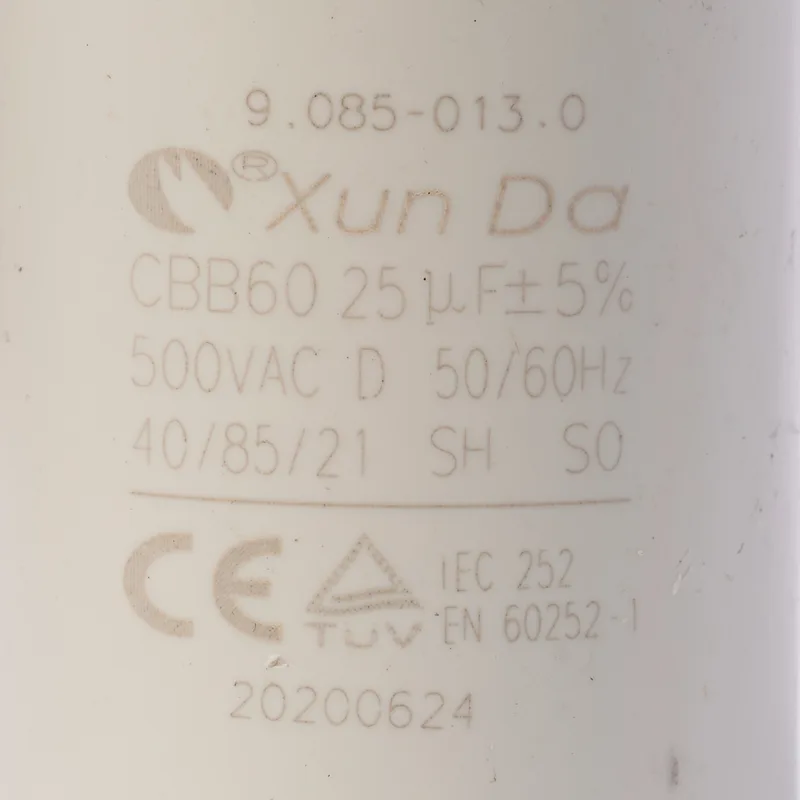 9.085-013.0
® Xun Da
CBB60 25 μF±5%
500VAC D 50/60Hz
40/85/21 SH S0
CE TUV IEC 252
EN 60252-1
20200624